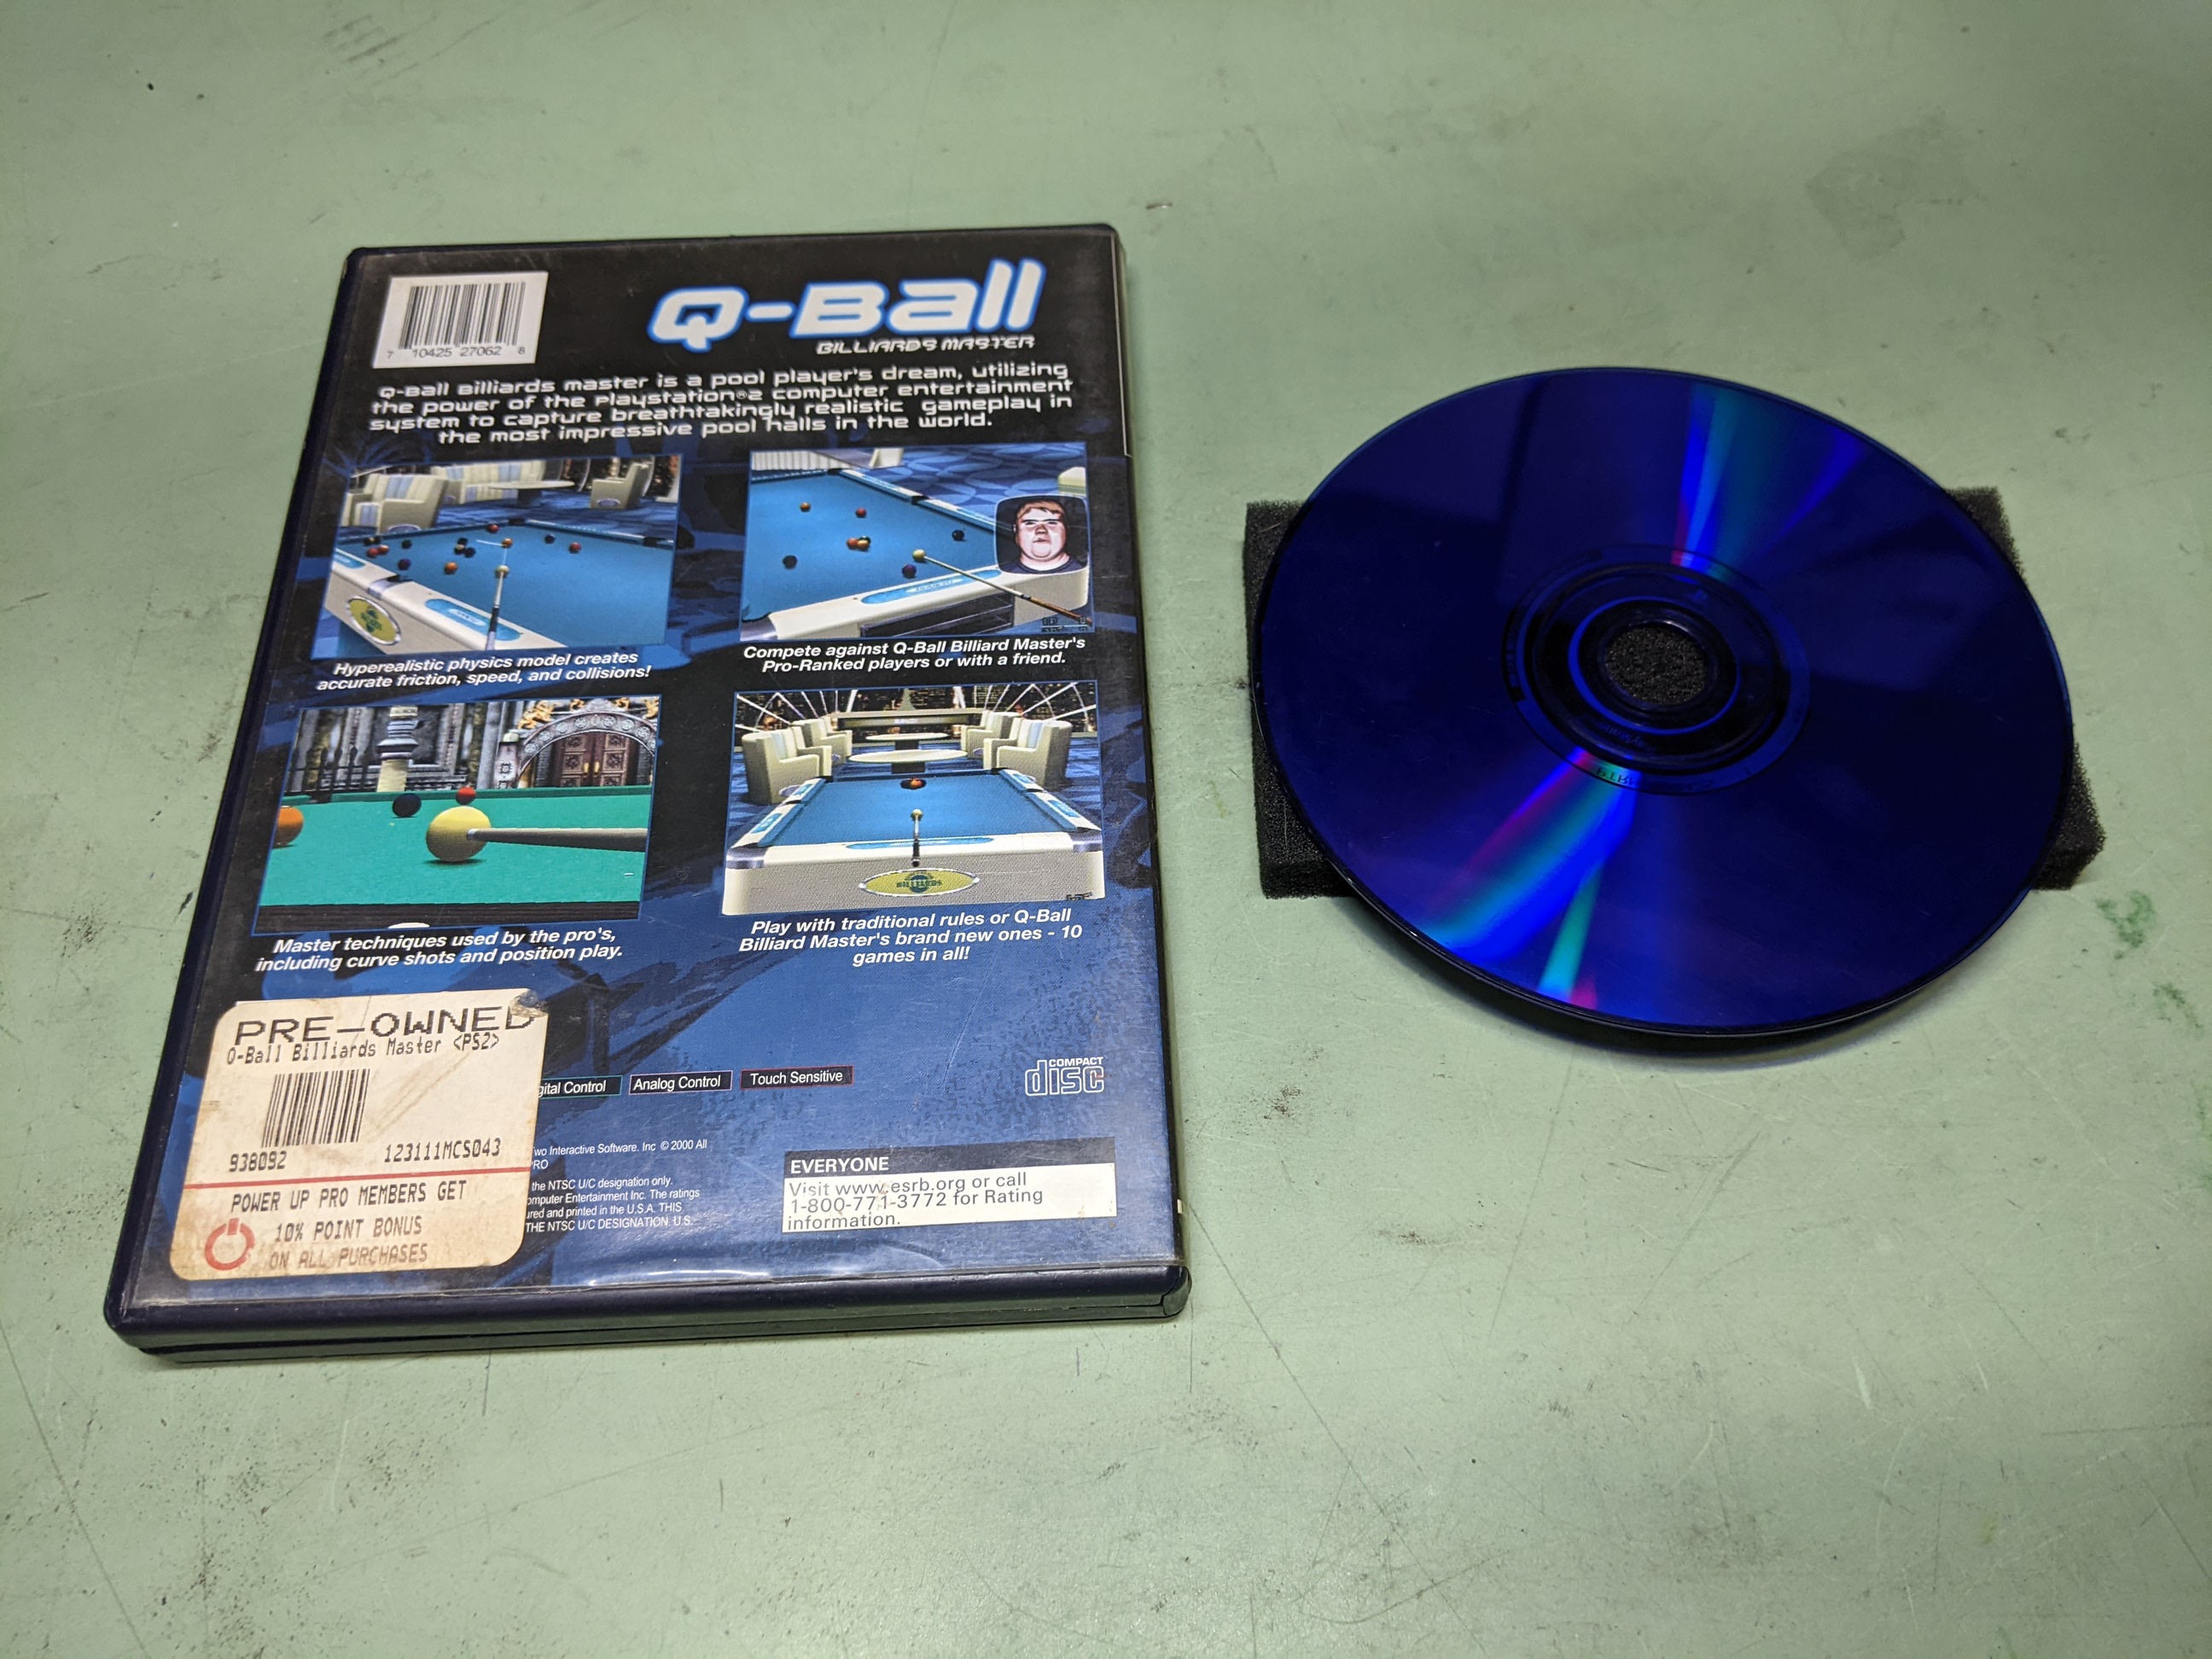 7 10425 27062 8
Q-Ball
BILLIARDS MASTER
Q-Ball Billiards master is a pool player's dream, utilizing
the power of the PlayStation®2 computer entertainment
system to capture breathtakingly realistic gameplay in
the most impressive pool halls in the world.
Hyperealistic physics model creates
accurate friction, speed, and collisions!
Compete against Q-Ball Billiard Master's
Pro-Ranked players or with a friend.
BILLIARDS
Master techniques used by the pro's,
including curve shots and position play.
Play with traditional rules or Q-Ball
Billiard Master's brand new ones - 10
games in all!
PRE-OWNED
Q-Ball Billiards Master <PS2>
938092 123111MCS043
POWER UP PRO MEMBERS GET
10% POINT BONUS
ON ALL PURCHASES
gital Control Analog Control Touch Sensitive
COMPACT
disc
wo Interactive Software. Inc © 2000 All
RO
the NTSC U/C designation only.
mputer Entertainment Inc. The ratings
ured and printed in the U.S.A. THIS
THE NTSC U/C DESIGNATION. U.S.
EVERYONE
Visit www.esrb.org or call
1-800-771-3772 for Rating
information.